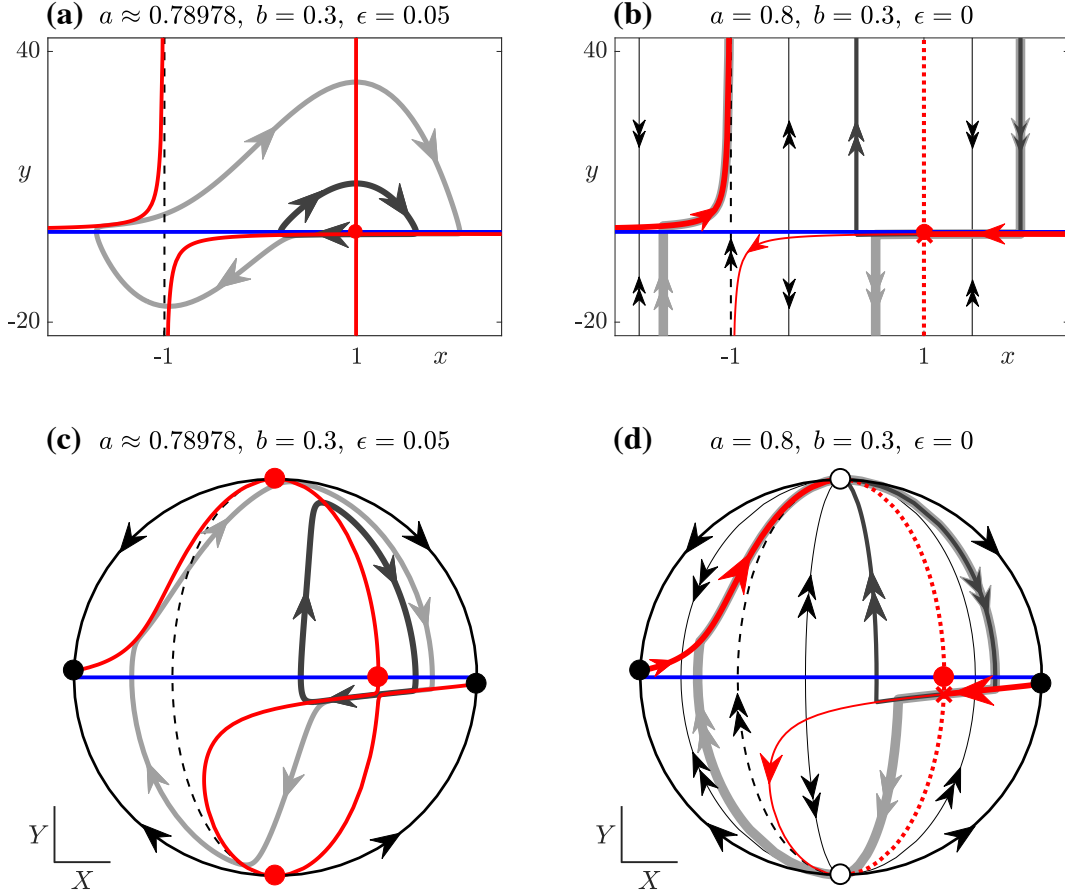 (a) a ≈ 0.78978, b = 0.3, ϵ = 0.05
(b) a = 0.8, b = 0.3, ϵ = 0
40
y
-20
-1
1
x
40
y
-20
-1
1
x
(c) a ≈ 0.78978, b = 0.3, ϵ = 0.05
(d) a = 0.8, b = 0.3, ϵ = 0
Y
X
Y
X